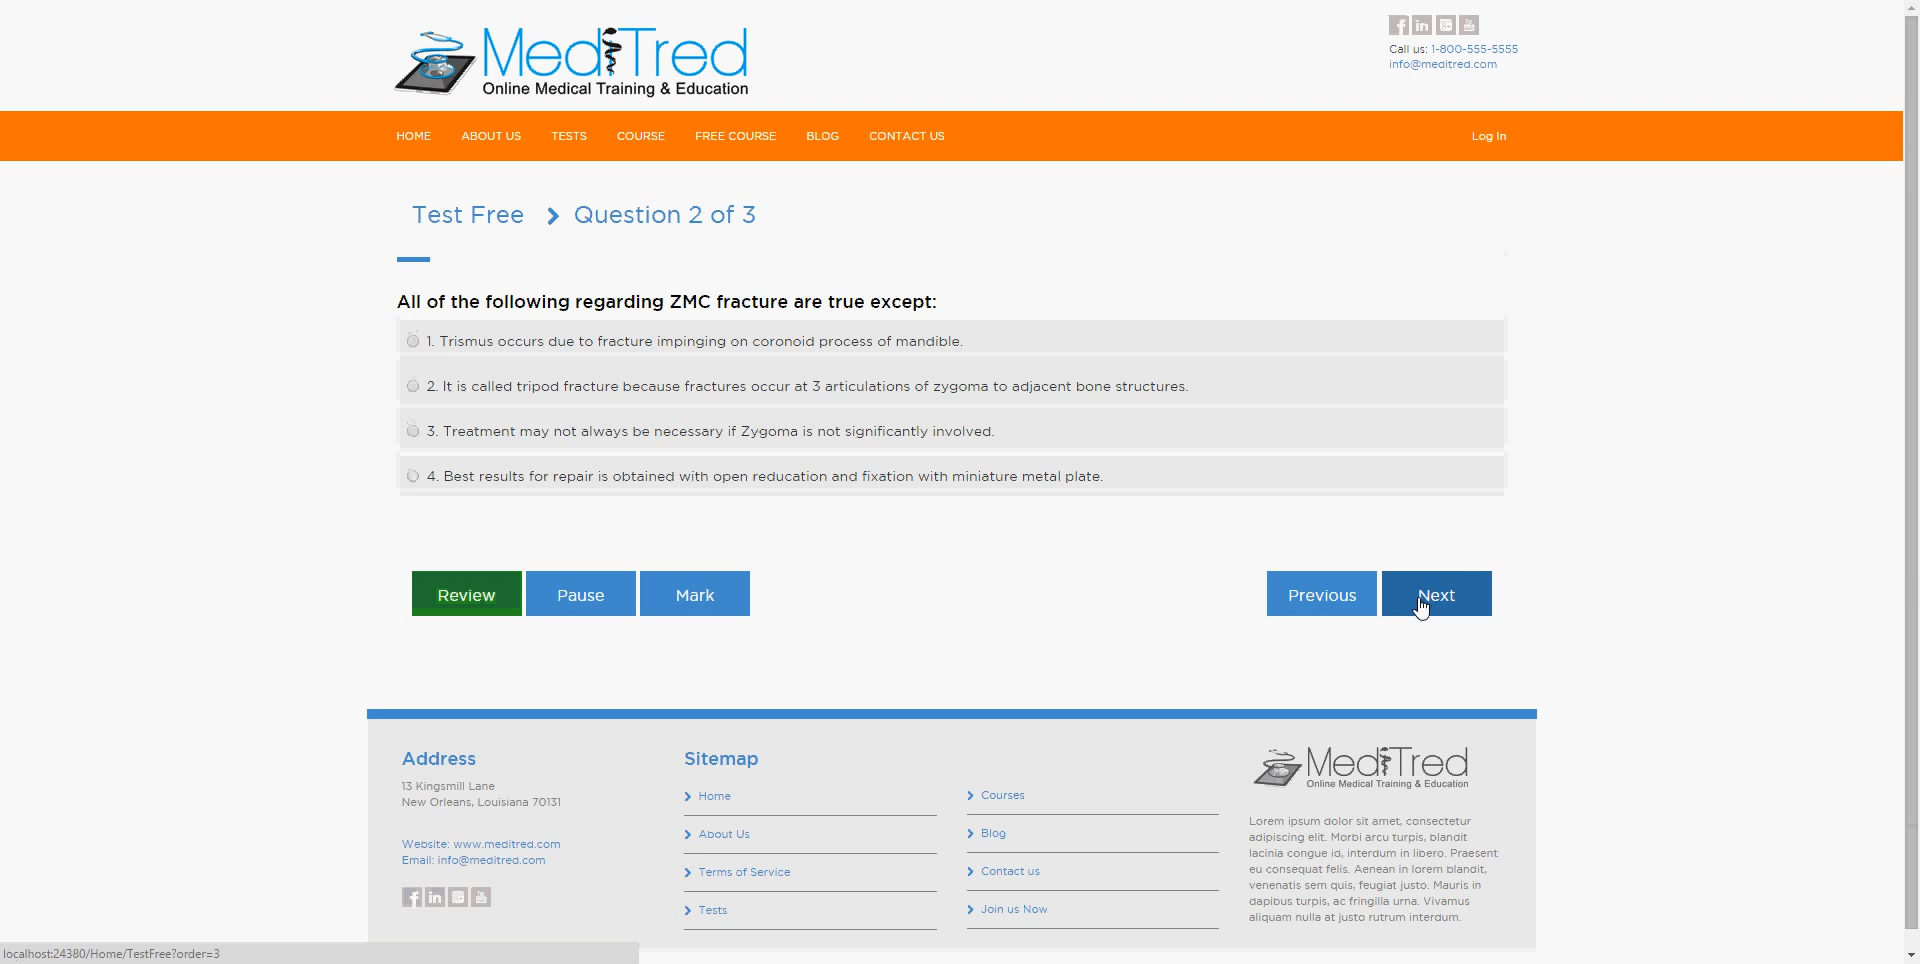 MediTred
Online Medical Training & Education
Call us: 1-800-555-5555
info@meditred.com
HOME ABOUT US TESTS COURSE FREE COURSE BLOG CONTACT US Log In
Test Free Question 2 of 3
All of the following regarding ZMC fracture are true except:
1. Trismus occurs due to fracture impinging on coronoid process of mandible.
2. It is called tripod fracture because fractures occur at 3 articulations of zygoma to adjacent bone structures.
3. Treatment may not always be necessary if Zygoma is not significantly involved.
4. Best results for repair is obtained with open reducation and fixation with miniature metal plate.
Review Pause Mark Previous Next
Address
13 Kingsmill Lane
New Orleans, Louisiana 70131
Website: www.meditred.com
Email: info@meditred.com
Sitemap
Home
About Us
Terms of Service
Tests
Courses
Blog
Contact us
Join us Now
MediTred
Online Medical Training & Education
Lorem ipsum dolor sit amet, consectetur
adipiscing elit. Morbi arcu turpis, blandit
lacinia congue id, interdum in libero. Praesent
eu consequat felis. Aenean in lorem blandit,
venenatis sem quis, feugiat justo. Mauris in
dapibus turpis, ac fringilla urna. Vivamus
aliquam nulla at justo rutrum interdum.
localhost:24380/Home/TestFree?order=3